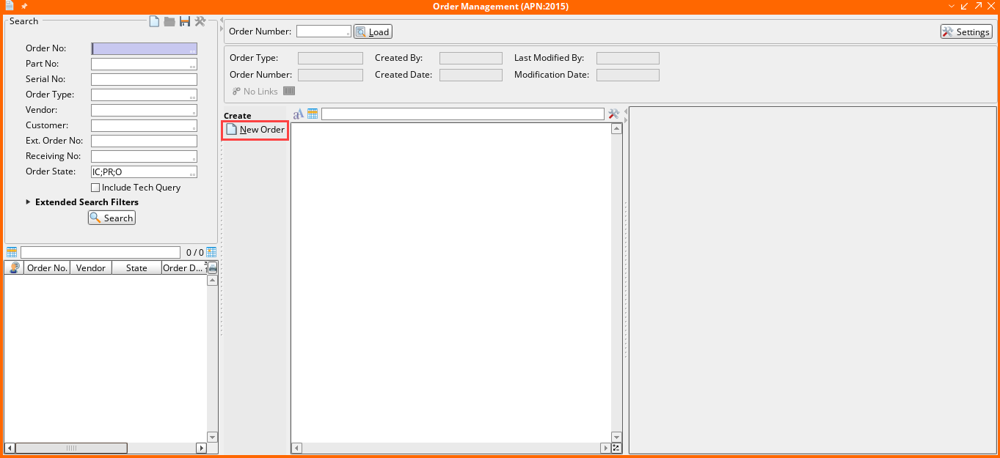 Order Management (APN:2015)
Search
Order No:
Part No:
Serial No:
Order Type:
Vendor:
Customer:
Ext. Order No:
Receiving No:
Order State: IC;PR;O
Include Tech Query
Extended Search Filters
Search
0 / 0
Order No. Vendor State Order D...
Order Number: Load Settings
Order Type: Created By: Last Modified By:
Order Number: Created Date: Modification Date:
No Links
Create
New Order